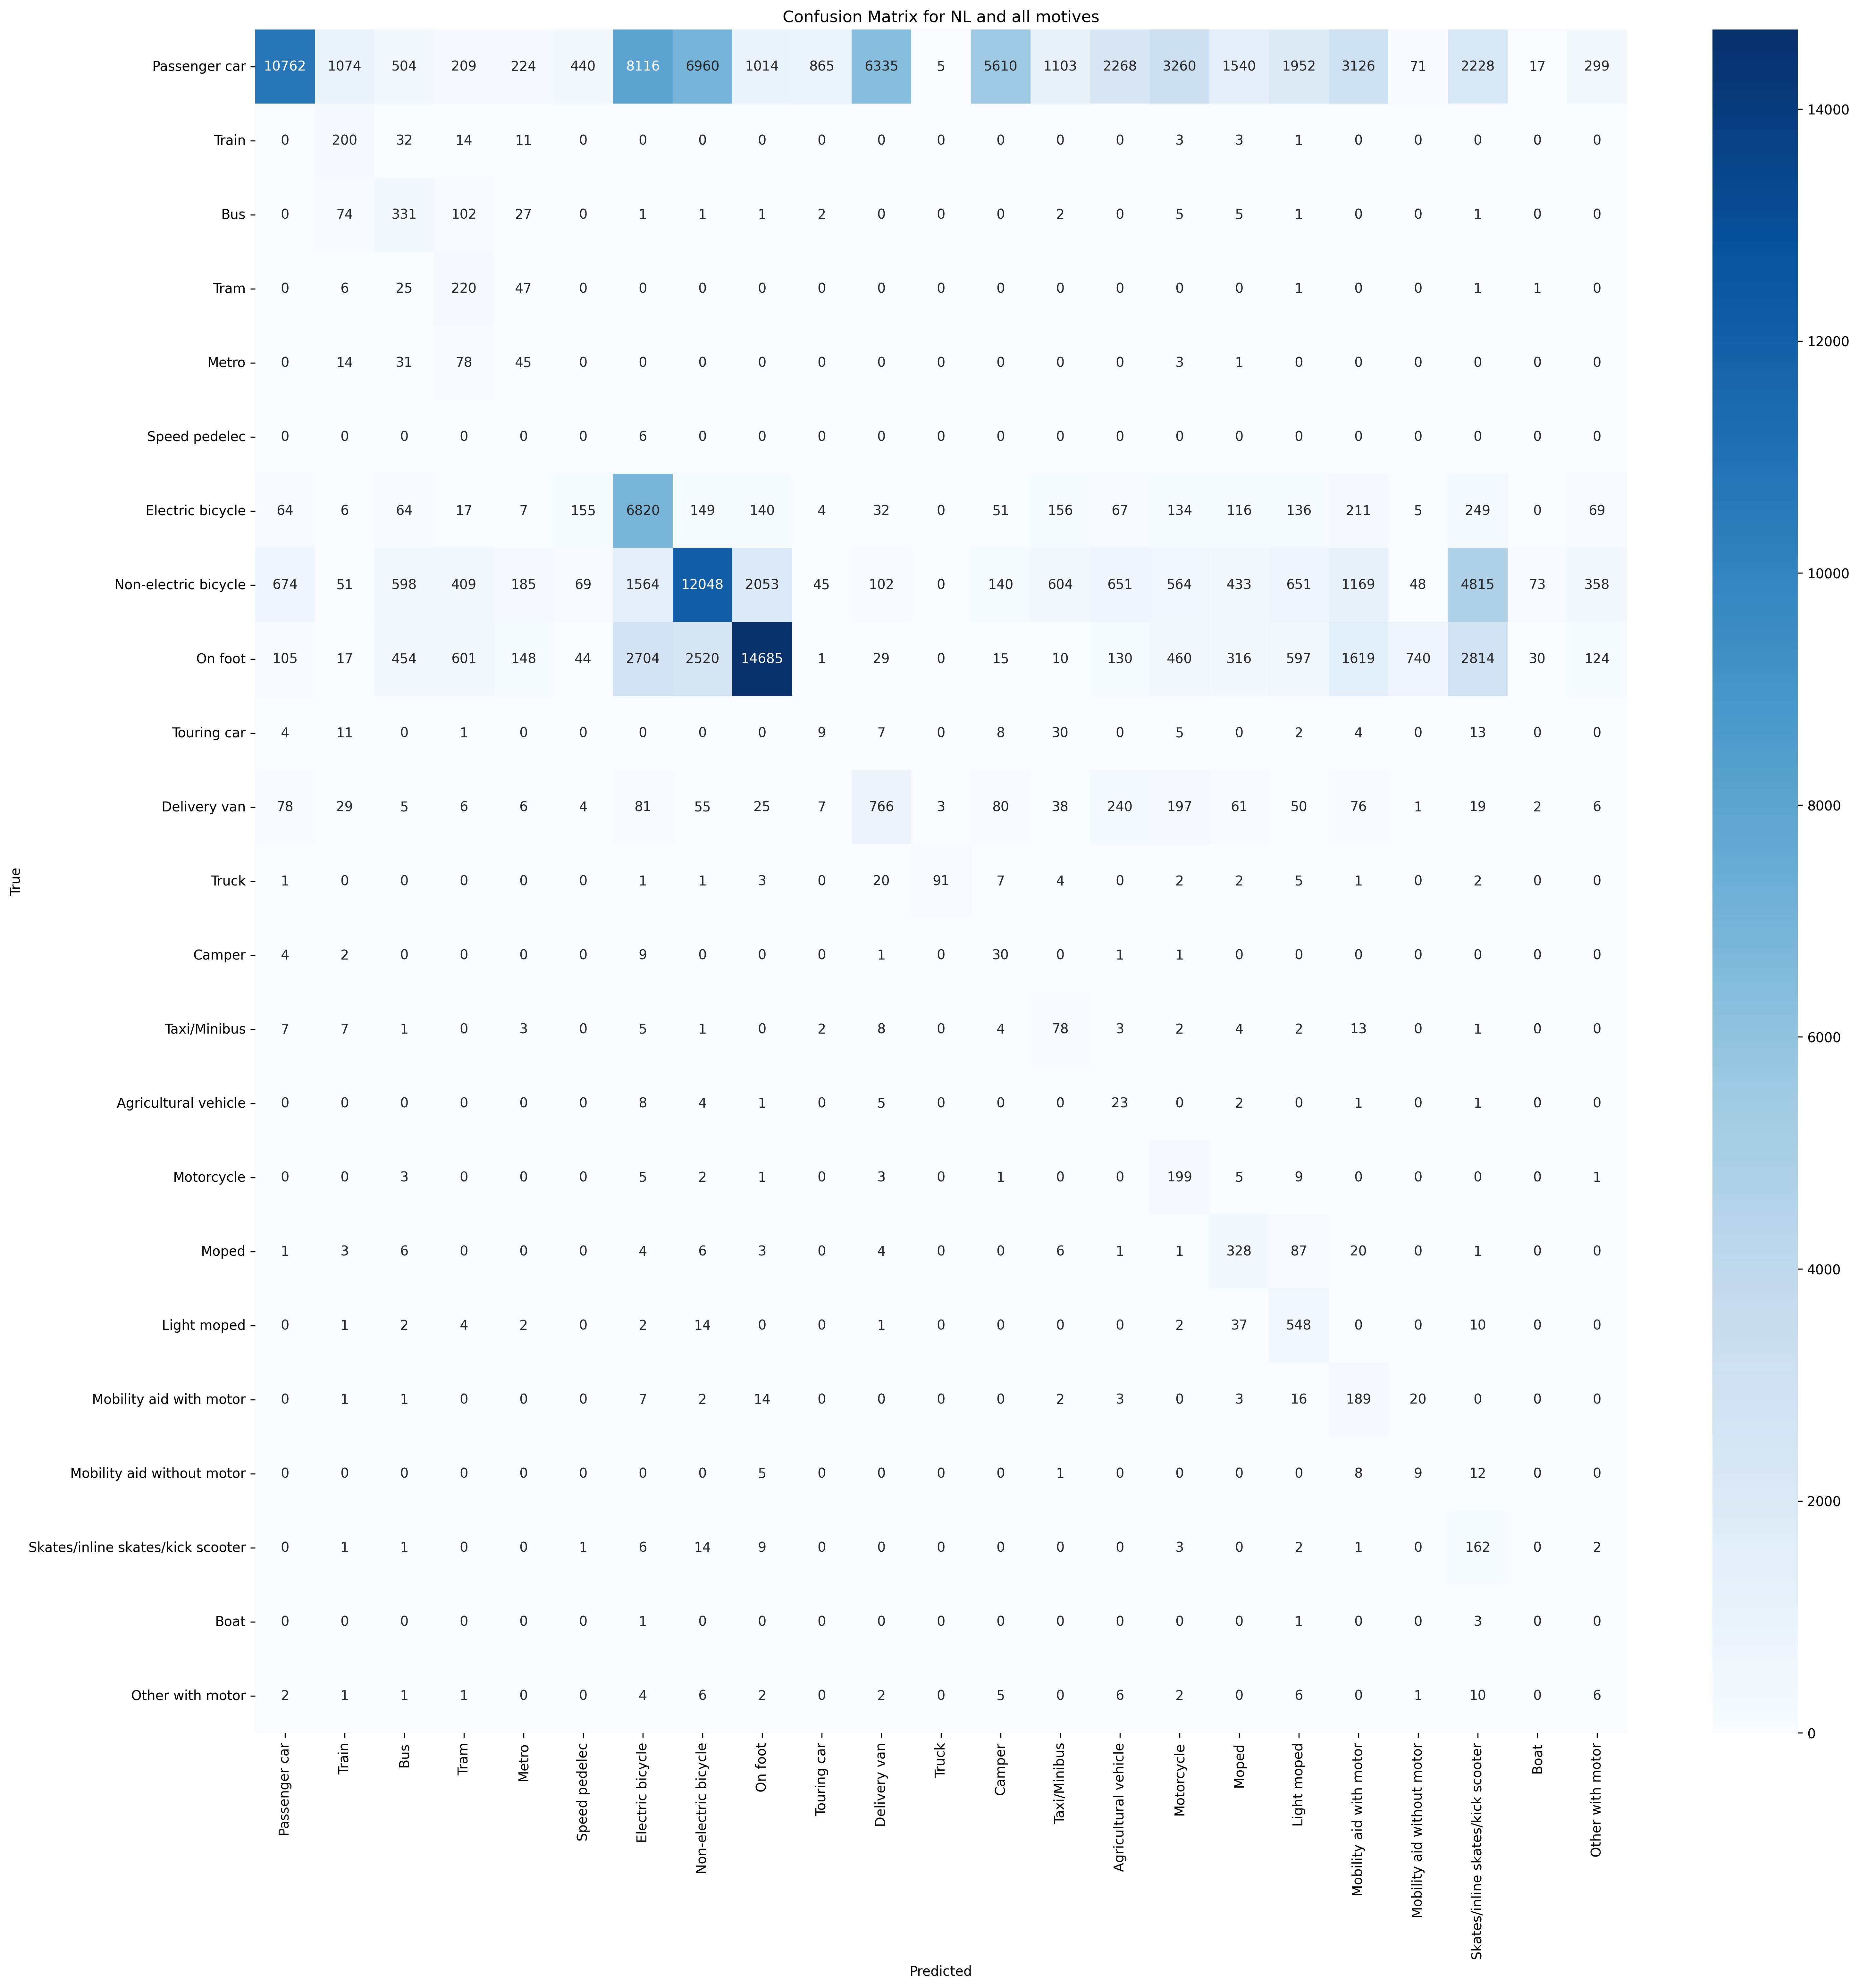 Confusion Matrix for NL and all motives
Passenger car 10762 1074 504 209 224 440 8116 6960 1014 865 6335 5 5610 1103 2268 3260 1540 1952 3126 71 2228 17 299
Train 0 200 32 14 11 0 0 0 0 0 0 0 0 0 0 3 3 1 0 0 0 0 0
Bus 0 74 331 102 27 0 1 1 1 2 0 0 0 2 0 5 5 1 0 0 1 0 0
Tram 0 6 25 220 47 0 0 0 0 0 0 0 0 0 0 0 0 1 0 0 1 1 0
Metro 0 14 31 78 45 0 0 0 0 0 0 0 0 0 0 3 1 0 0 0 0 0 0
Speed pedelec 0 0 0 0 0 0 6 0 0 0 0 0 0 0 0 0 0 0 0 0 0 0 0
Electric bicycle 64 6 64 17 7 155 6820 149 140 4 32 0 51 156 67 134 116 136 211 5 249 0 69
Non-electric bicycle 674 51 598 409 185 69 1564 12048 2053 45 102 0 140 604 651 564 433 651 1169 48 4815 73 358
On foot 105 17 454 601 148 44 2704 2520 14685 1 29 0 15 10 130 460 316 597 1619 740 2814 30 124
Touring car 4 11 0 1 0 0 0 0 0 9 7 0 8 30 0 5 0 2 4 0 13 0 0
Delivery van 78 29 5 6 6 4 81 55 25 7 766 3 80 38 240 197 61 50 76 1 19 2 6
Truck 1 0 0 0 0 0 1 1 3 0 20 91 7 4 0 2 2 5 1 0 2 0 0
Camper 4 2 0 0 0 0 9 0 0 0 1 0 30 0 1 1 0 0 0 0 0 0 0
Taxi/Minibus 7 7 1 0 3 0 5 1 0 2 8 0 4 78 3 2 4 2 13 0 1 0 0
Agricultural vehicle 0 0 0 0 0 0 8 4 1 0 5 0 0 0 23 0 2 0 1 0 1 0 0
Motorcycle 0 0 3 0 0 0 5 2 1 0 3 0 1 0 0 199 5 9 0 0 0 0 1
Moped 1 3 6 0 0 0 4 6 3 0 4 0 0 6 1 1 328 87 20 0 1 0 0
Light moped 0 1 2 4 2 0 2 14 0 0 1 0 0 0 0 2 37 548 0 0 10 0 0
Mobility aid with motor 0 1 1 0 0 0 7 2 14 0 0 0 0 2 3 0 3 16 189 20 0 0 0
Mobility aid without motor 0 0 0 0 0 0 0 0 5 0 0 0 0 1 0 0 0 0 8 9 12 0 0
Skates/inline skates/kick scooter 0 1 1 0 0 1 6 14 9 0 0 0 0 0 0 3 0 2 1 0 162 0 2
Boat 0 0 0 0 0 0 1 0 0 0 0 0 0 0 0 0 0 1 0 0 3 0 0
Other with motor 2 1 1 1 0 0 4 6 2 0 2 0 5 0 6 2 0 6 0 1 10 0 6
True
Passenger car
Train
Bus
Tram
Metro
Speed pedelec
Electric bicycle
Non-electric bicycle
On foot
Touring car
Delivery van
Truck
Camper
Taxi/Minibus
Agricultural vehicle
Motorcycle
Moped
Light moped
Mobility aid with motor
Mobility aid without motor
Skates/inline skates/kick scooter
Boat
Other with motor
Predicted
14000
12000
10000
8000
6000
4000
2000
0